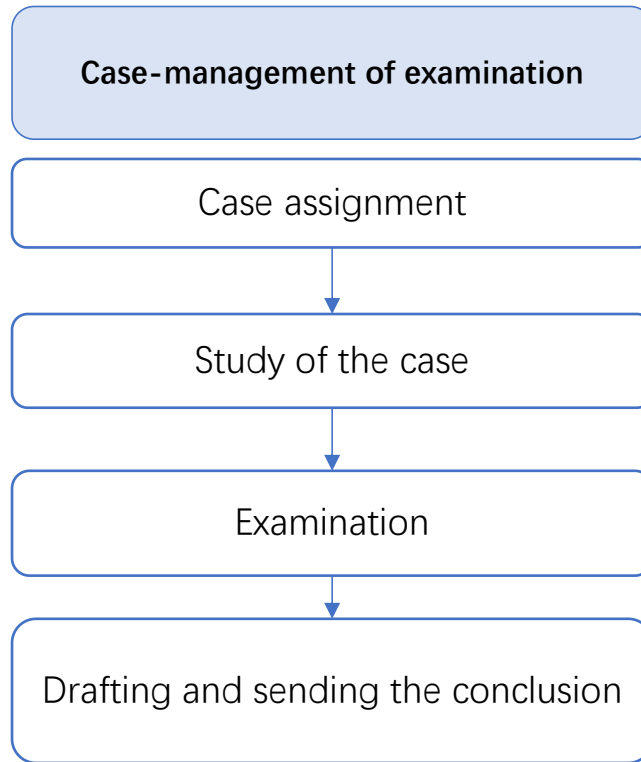 Case-management of examination
Case assignment
Study of the case
Examination
Drafting and sending the conclusion